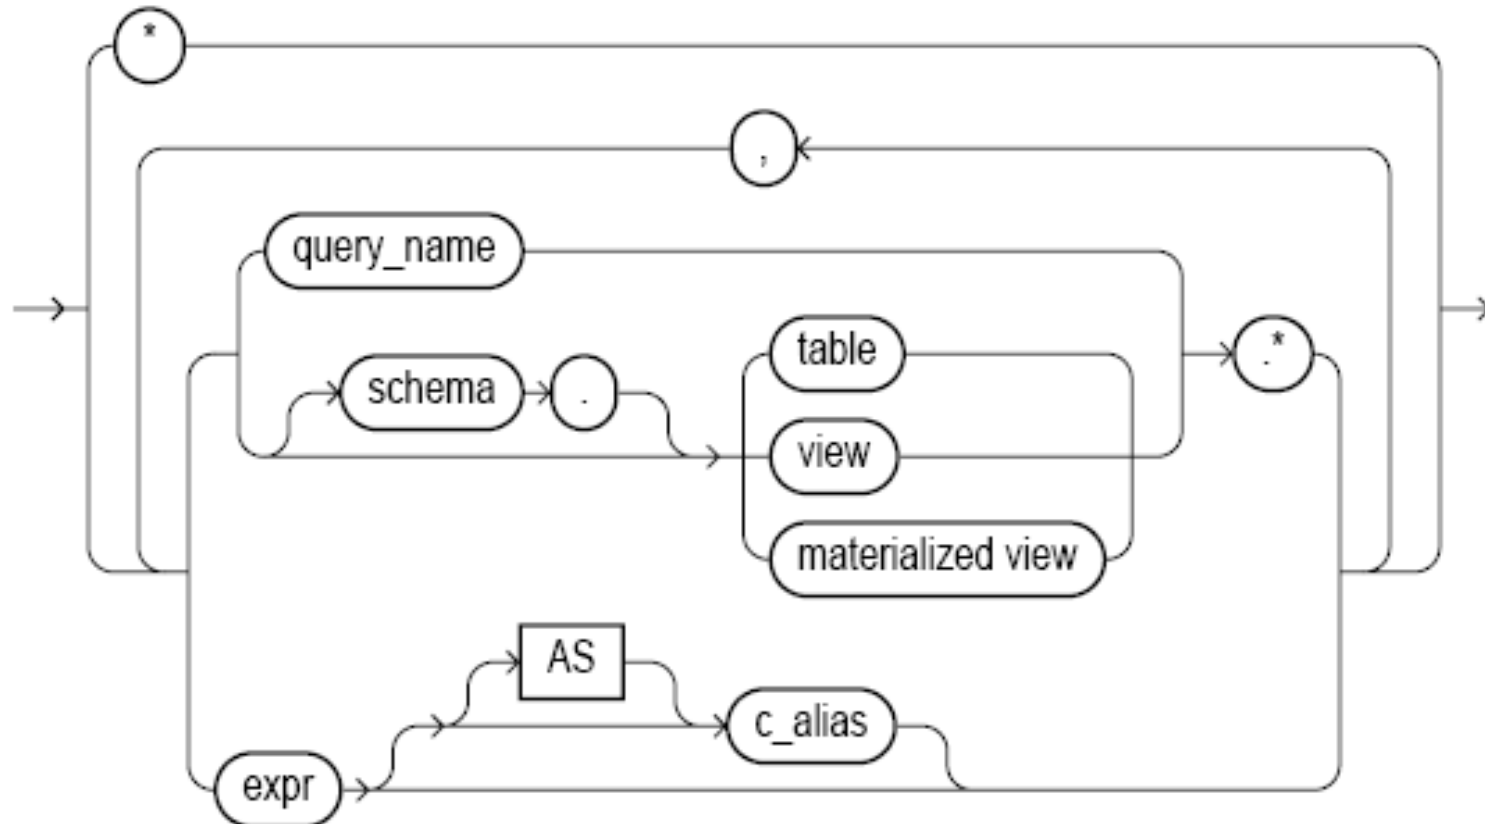 *
,
query_name
table
.*
schema
.
view
materialized view
AS
c_alias
expr